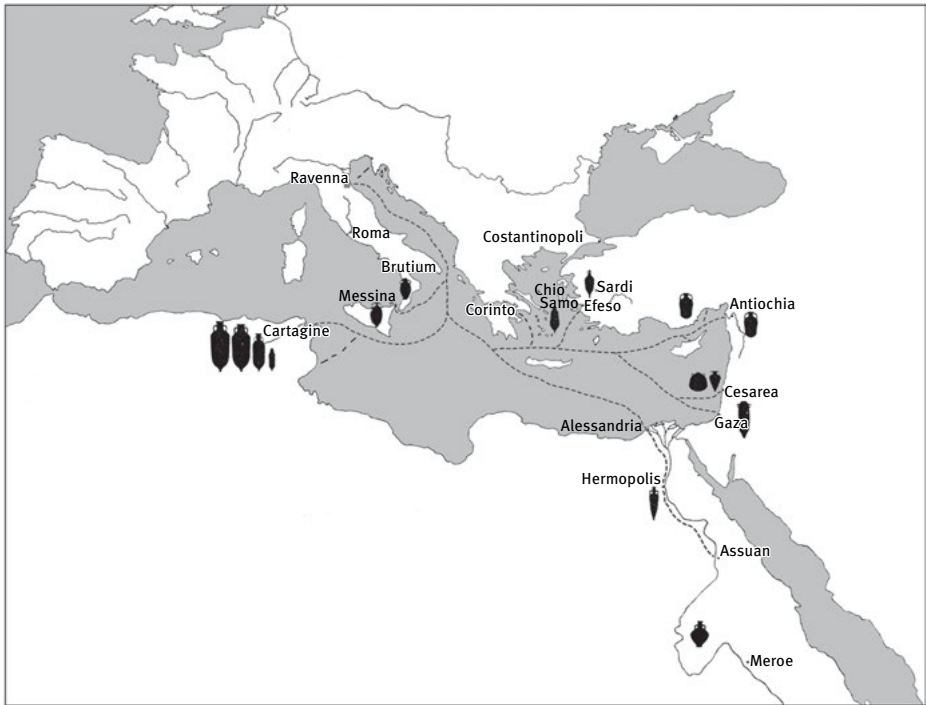 Ravenna
Roma
Costantinopoli
Brutium
Sardi
Chio
Messina
Samo
Efeso
Antiochia
Corinto
Cartagine
Cesarea
Gaza
Alessandria
Hermopolis
Assuan
Meroe